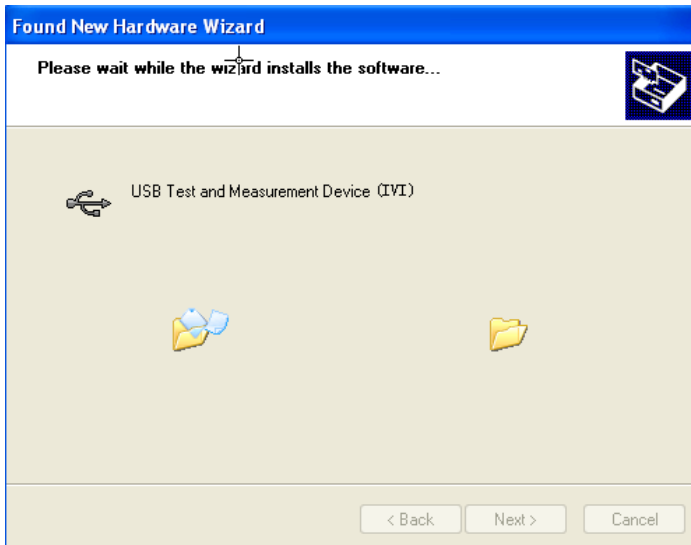 Found New Hardware Wizard
Please wait while the wizard installs the software...
USB Test and Measurement Device (IVI)
< Back
Next >
Cancel